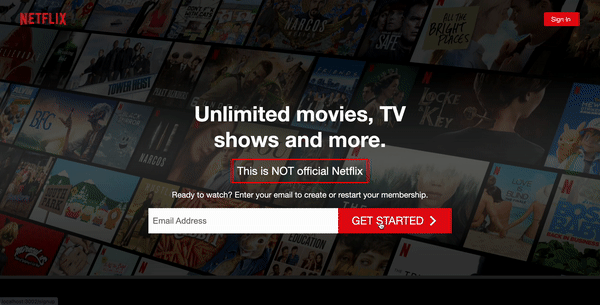 NETFLIX
Sign in
NARCOS
ALL THE
BRIGHT
PLACES
TOWER HEIST
BFG
NARCOS
LOCKE
& KEY
Unlimited movies, TV
shows and more.
This is NOT official Netflix
Ready to watch? Enter your email to create or restart your membership.
Email Address
GET STARTED
EDUCATION